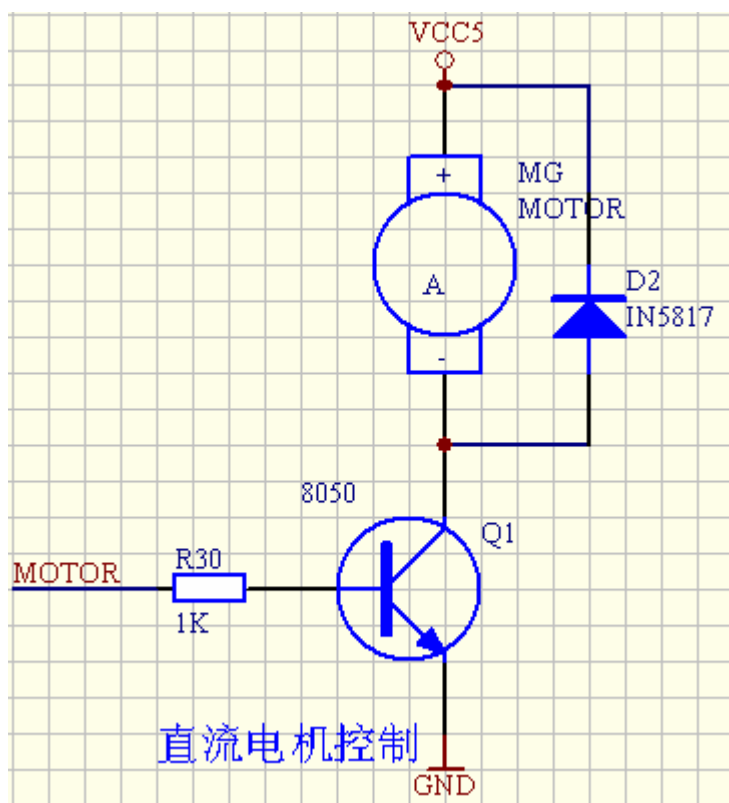 VCC5
+
MG
MOTOR
A
D2
IN5817
-
8050
Q1
R30
MOTOR
1K
直流电机控制
GND